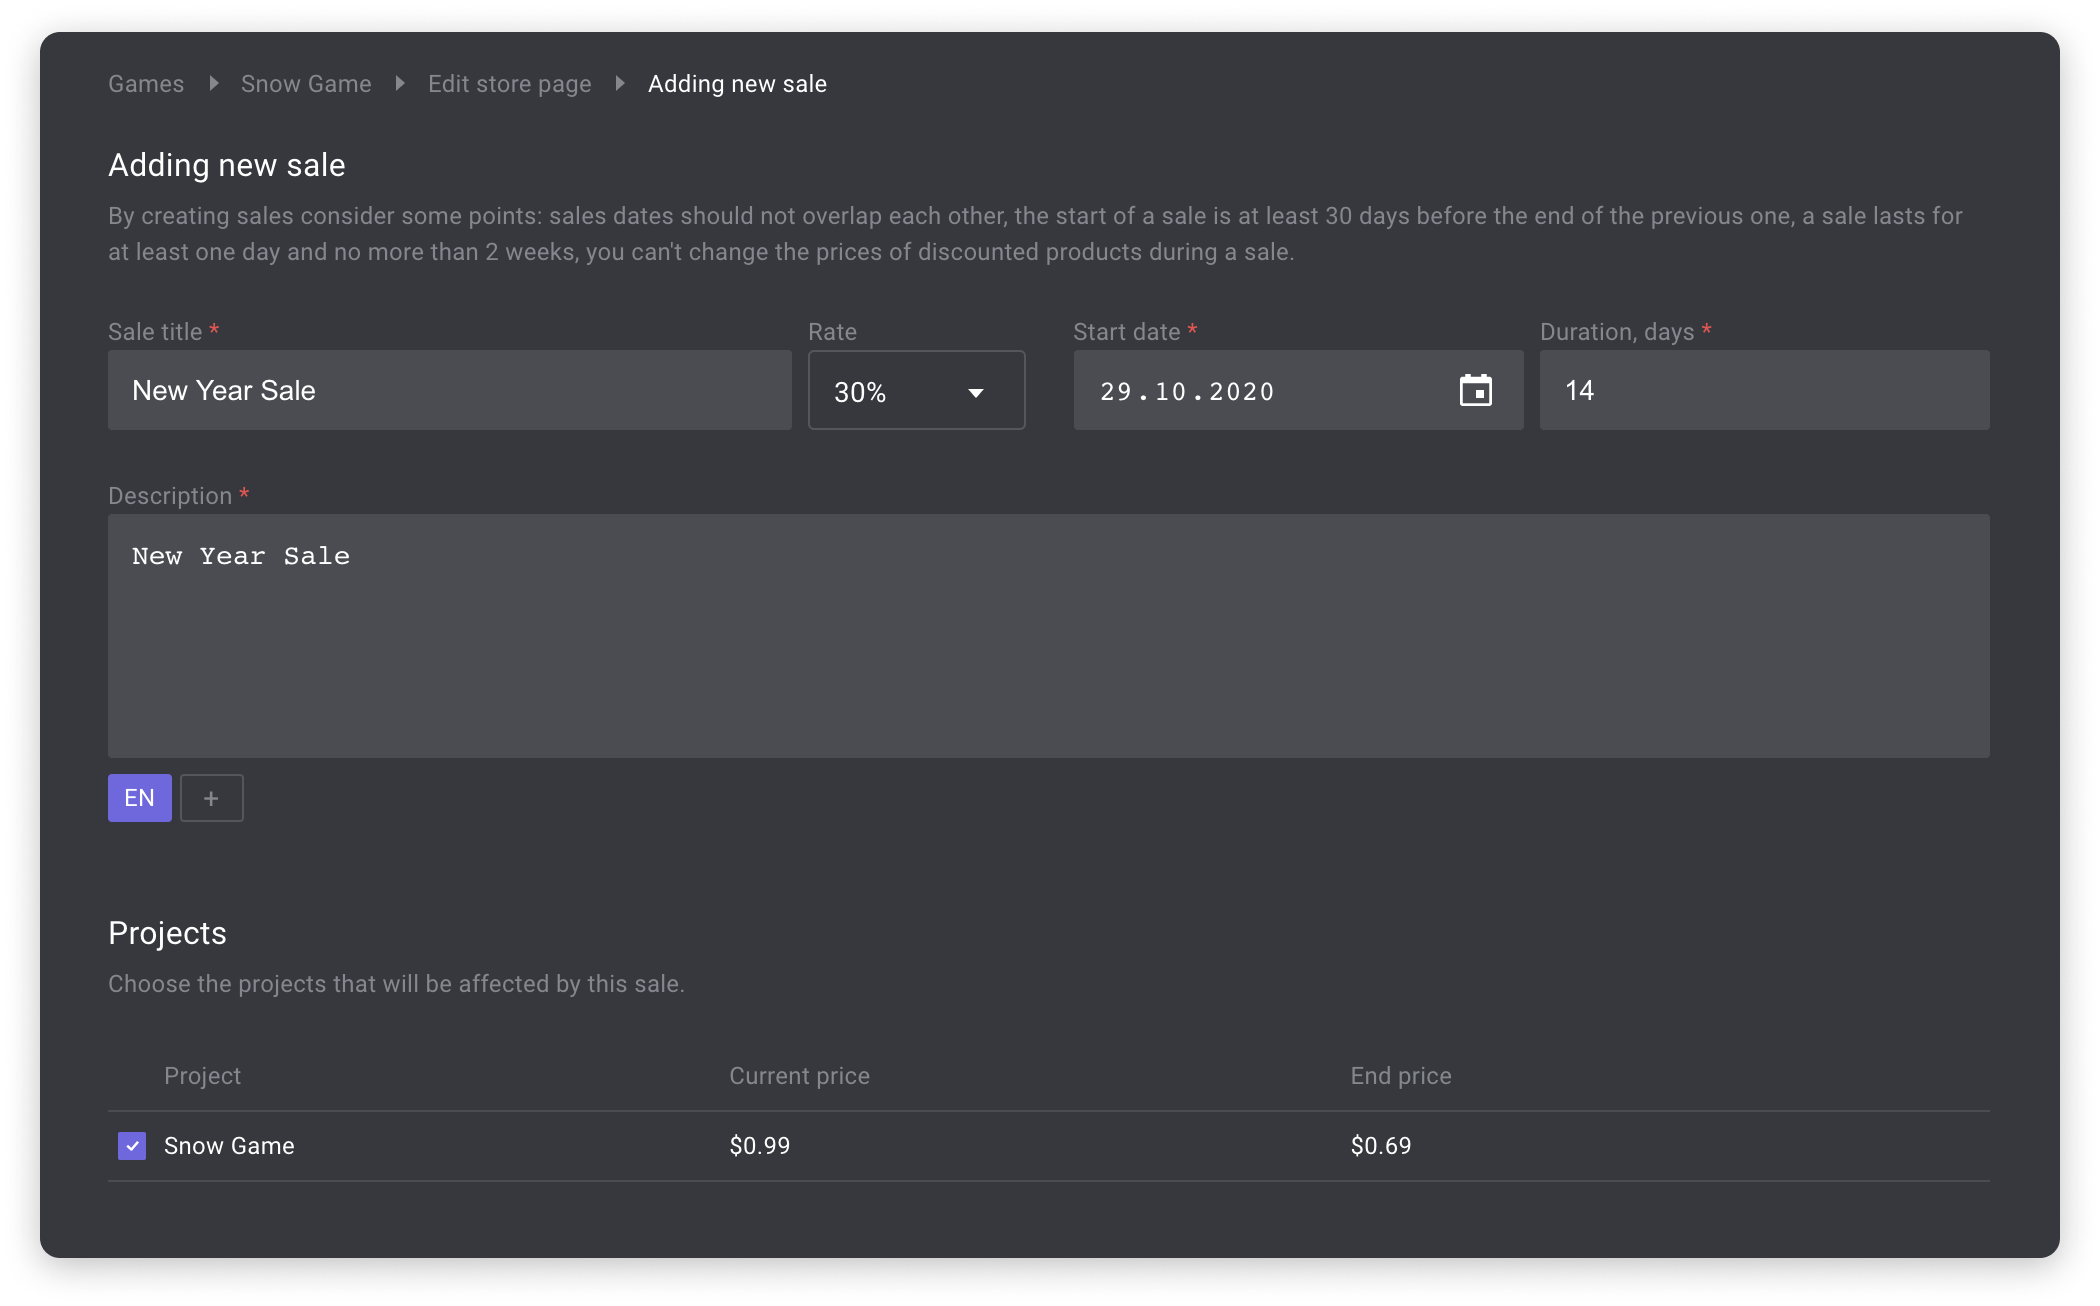 Games Snow Game Edit store page Adding new sale
Adding new sale
By creating sales consider some points: sales dates should not overlap each other, the start of a sale is at least 30 days before the end of the previous one, a sale lasts for
at least one day and no more than 2 weeks, you can't change the prices of discounted products during a sale.
Sale title * Rate Start date * Duration, days *
New Year Sale 30% 29.10.2020 14
Description *
New Year Sale
EN +
Projects
Choose the projects that will be affected by this sale.
Project Current price End price
Snow Game $0.99 $0.69